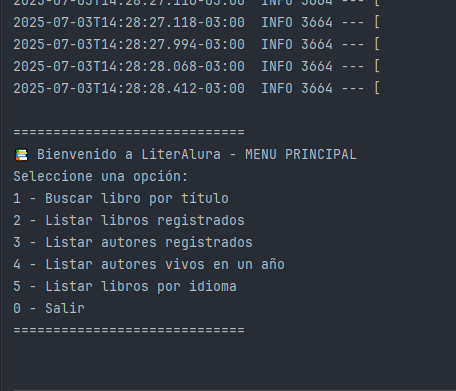 2025-07-03T14:28:27.118-03:00  INFO 3664 --- [
2025-07-03T14:28:27.994-03:00  INFO 3664 --- [
2025-07-03T14:28:28.068-03:00  INFO 3664 --- [
2025-07-03T14:28:28.412-03:00  INFO 3664 --- [
=============================
📚 Bienvenido a LiterAlura - MENU PRINCIPAL
Seleccione una opción:
1 - Buscar libro por título
2 - Listar libros registrados
3 - Listar autores registrados
4 - Listar autores vivos en un año
5 - Listar libros por idioma
0 - Salir
=============================